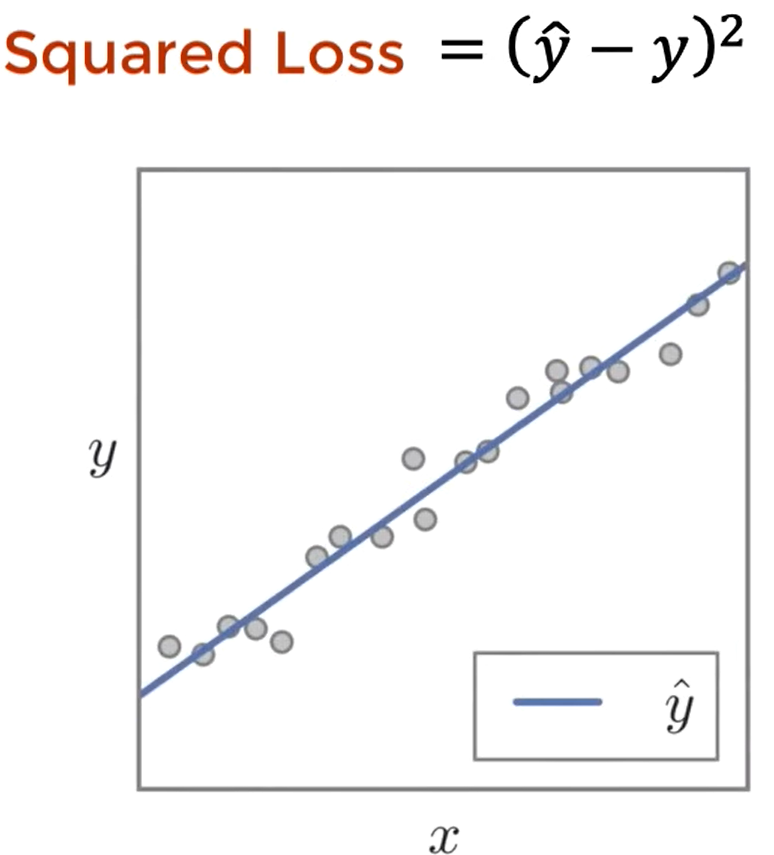 Squared Loss = (ŷ − y)²
y
ŷ
x